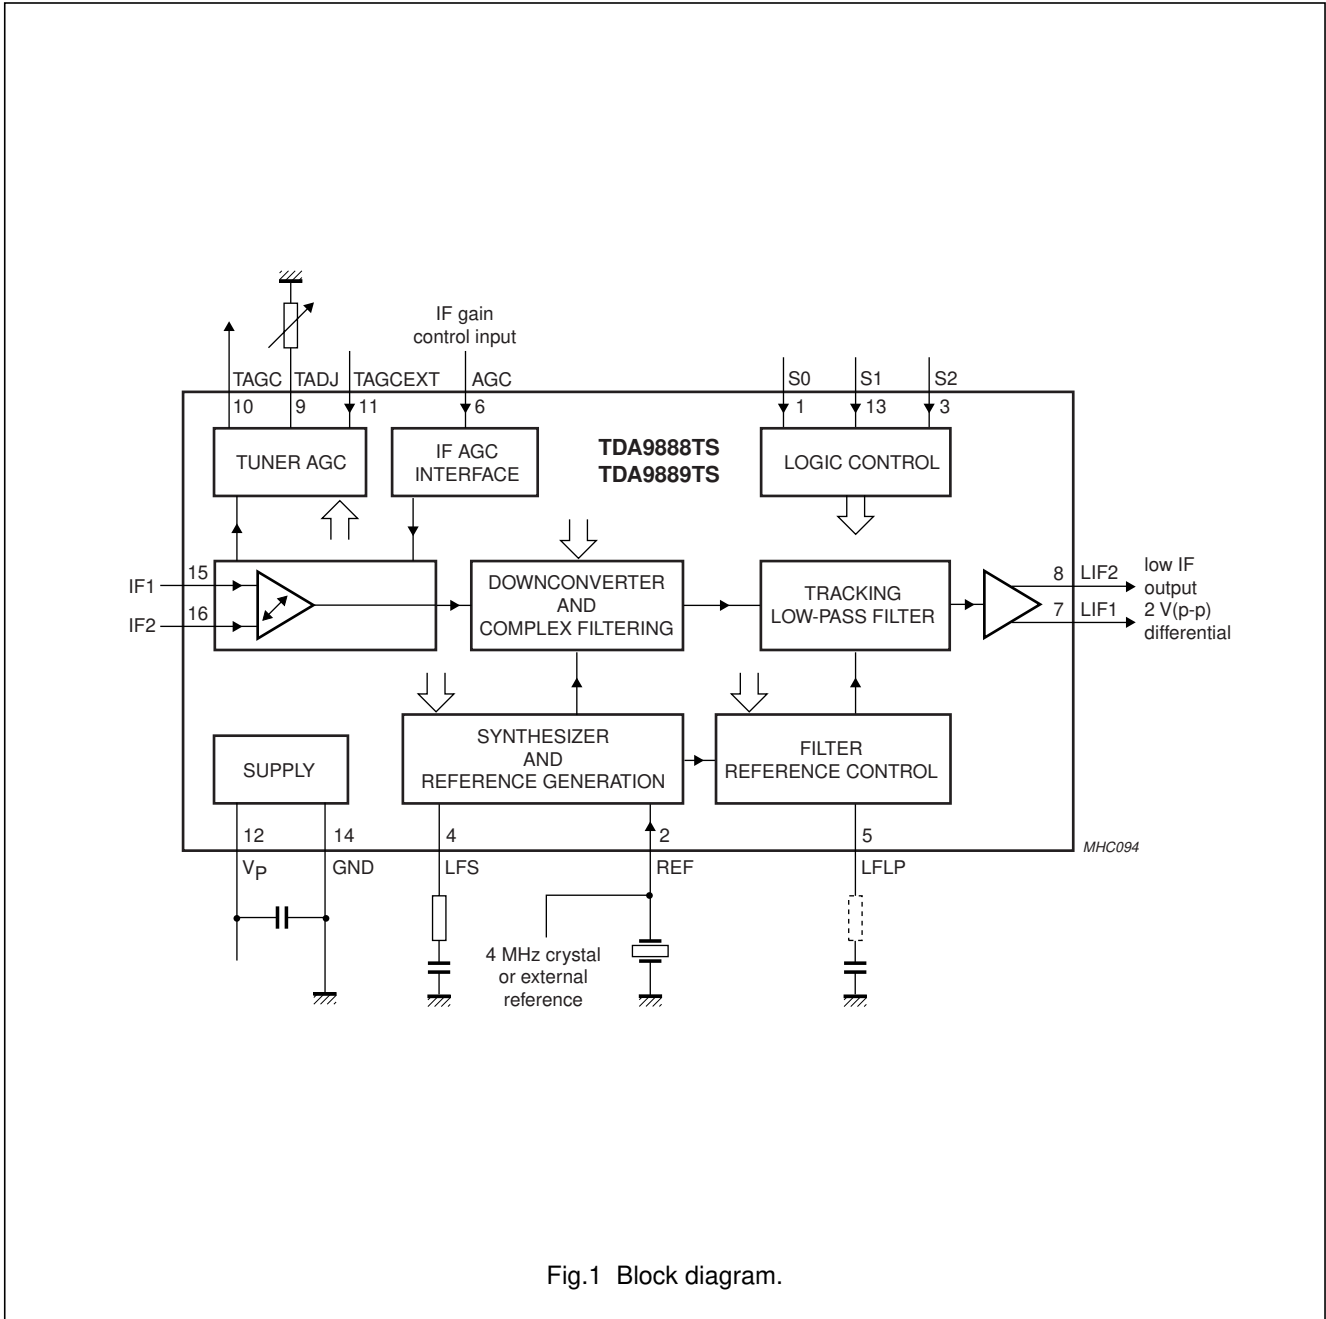 IF gain
control input
TAGC TADJ TAGCEXT AGC S0 S1 S2
10 9 11 6 1 13 3
TUNER AGC
IF AGC
INTERFACE
TDA9888TS
TDA9889TS
LOGIC CONTROL
IF1 15
IF2 16
DOWNCONVERTER
AND
COMPLEX FILTERING
TRACKING
LOW-PASS FILTER
8 LIF2
7 LIF1
low IF
output
2 V(p-p)
differential
SUPPLY
SYNTHESIZER
AND
REFERENCE GENERATION
FILTER
REFERENCE CONTROL
12 14 4 2 5
VP GND LFS REF LFLP
MHC094
4 MHz crystal
or external
reference
Fig.1 Block diagram.